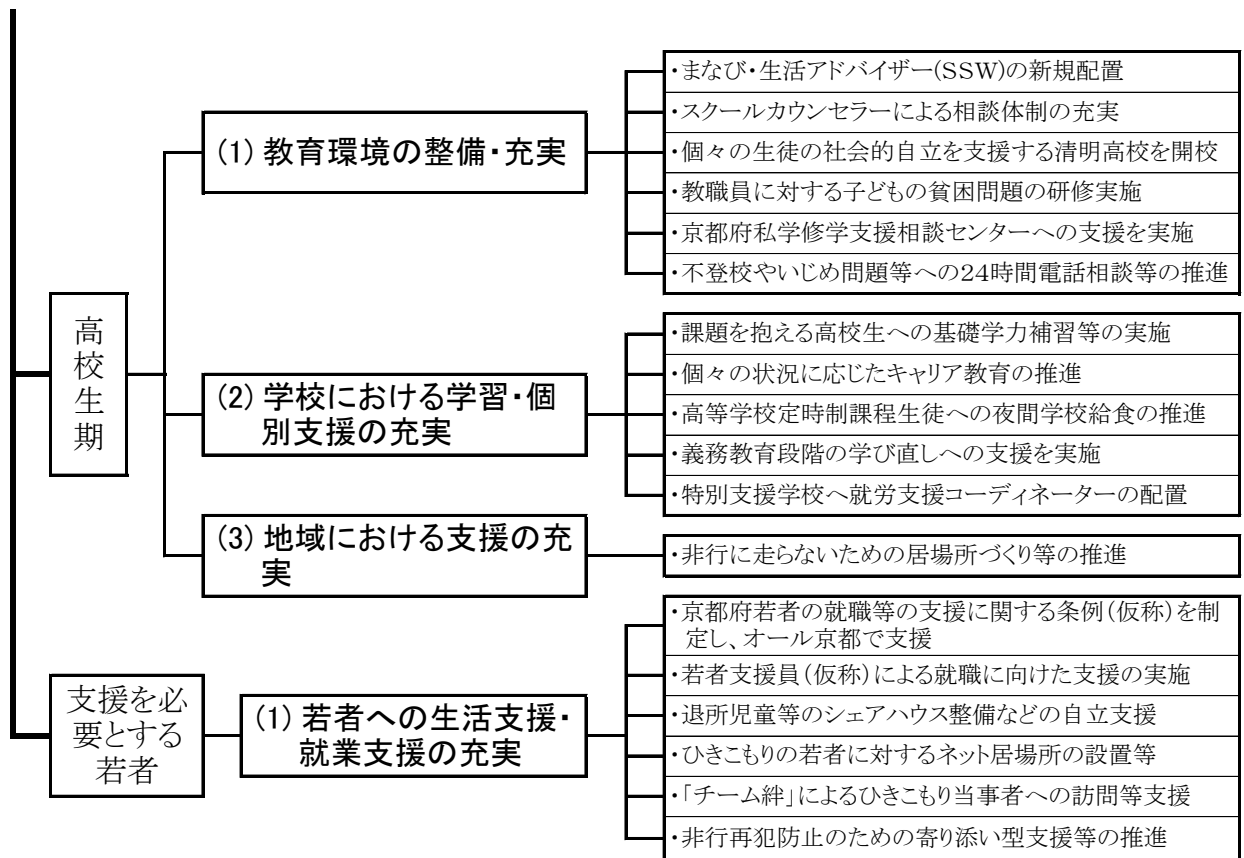 高校生期
(1) 教育環境の整備・充実
・まなび・生活アドバイザー(SSW)の新規配置
・スクールカウンセラーによる相談体制の充実
・個々の生徒の社会的自立を支援する清明高校を開校
・教職員に対する子どもの貧困問題の研修実施
・京都府私学修学支援相談センターへの支援を実施
・不登校やいじめ問題等への24時間電話相談等の推進
(2) 学校における学習・個
別支援の充実
・課題を抱える高校生への基礎学力補習等の実施
・個々の状況に応じたキャリア教育の推進
・高等学校定時制課程生徒への夜間学校給食の推進
・義務教育段階の学び直しへの支援を実施
・特別支援学校へ就労支援コーディネーターの配置
(3) 地域における支援の充
実
・非行に走らないための居場所づくり等の推進
支援を必
要とする
若者
(1) 若者への生活支援・
就業支援の充実
・京都府若者の就職等の支援に関する条例(仮称)を制
定し、オール京都で支援
・若者支援員(仮称)による就職に向けた支援の実施
・退所児童等のシェアハウス整備などの自立支援
・ひきこもりの若者に対するネット居場所の設置等
・「チーム絆」によるひきこもり当事者への訪問等支援
・非行再犯防止のための寄り添い型支援等の推進